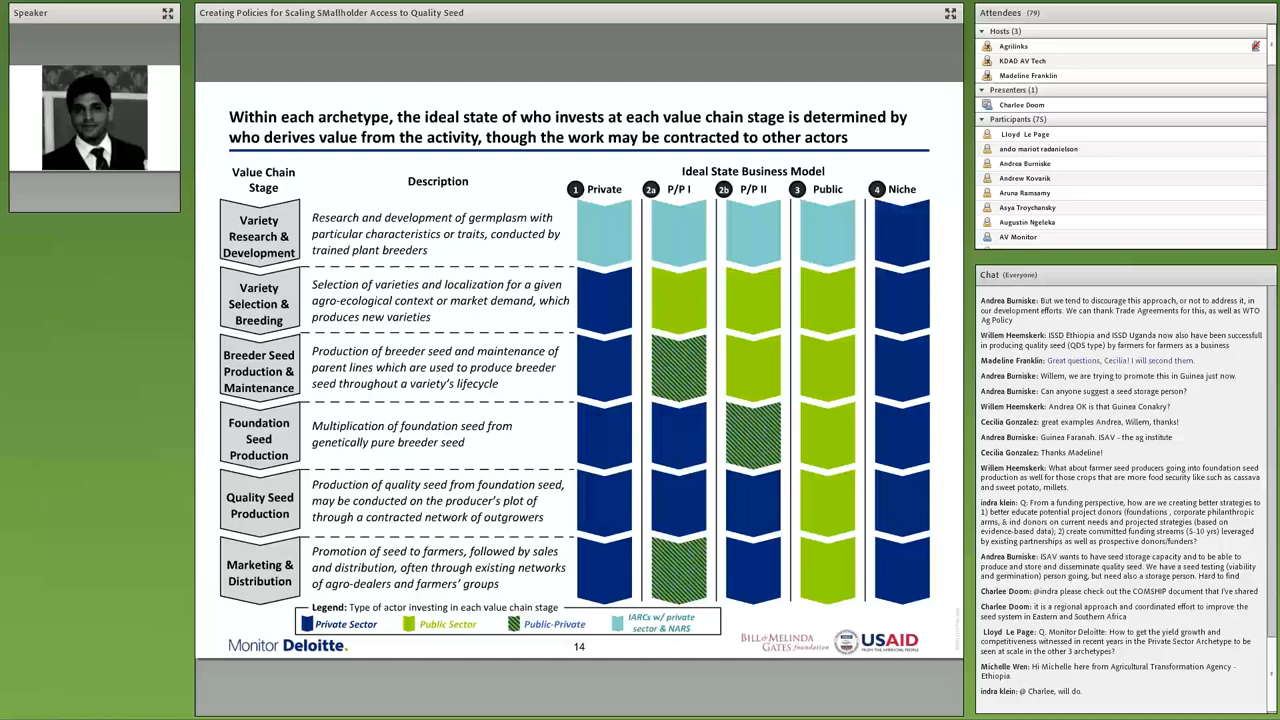 Speaker
Creating Policies for Scaling SMallholder Access to Quality Seed
Within each archetype, the ideal state of who invests at each value chain stage is determined by
who derives value from the activity, though the work may be contracted to other actors
Value Chain
Stage
Description
Ideal State Business Model
1 Private
2a P/P I
2b P/P II
3 Public
4 Niche
Variety
Research &
Development
Research and development of germplasm with
particular characteristics or traits, conducted by
trained plant breeders
Variety
Selection &
Breeding
Selection of varieties and localization for a given
agro-ecological context or market demand, which
produces new varieties
Breeder Seed
Production &
Maintenance
Production of breeder seed and maintenance of
parent lines which are used to produce breeder
seed throughout a variety's lifecycle
Foundation
Seed
Production
Multiplication of foundation seed from
genetically pure breeder seed
Quality Seed
Production
Production of quality seed from foundation seed,
may be conducted on the producer's plot of
through a contracted network of outgrowers
Marketing &
Distribution
Promotion of seed to farmers, followed by sales
and distribution, often through existing networks
of agro-dealers and farmers' groups
Legend: Type of actor investing in each value chain stage
Private Sector
Public Sector
Public-Private
IARCs w/ private
sector & NARS
Monitor Deloitte.
14
BILL & MELINDA
GATES foundation
USAID
FROM THE AMERICAN PEOPLE
Attendees (79)
Hosts (3)
Agrilinks
KDAD AV Tech
Madeline Franklin
Presenters (1)
Charlee Doom
Participants (75)
Lloyd Le Page
ando mariot radanielson
Andrea Burniske
Andrew Kovarik
Aruna Ramsamy
Asya Troychansky
Augustin Ngeleka
AV Monitor
Chat (Everyone)
Andrea Burniske: But we tend to discourage this approach, or not to address it, in
our development efforts. We can thank Trade Agreements for this, as well as WTO
Ag Policy
Willem Heemskerk: ISSD Ethiopia and ISSD Uganda now also have been successful
in producing quality seed (QDS type) by farmers for farmers as a business
Madeline Franklin: Great questions, Cecilia! I will second them.
Andrea Burniske: Willem, we are trying to promote this in Guinea just now.
Andrea Burniske: Can anyone suggest a seed storage person?
Willem Heemskerk: Andrea OK is that Guinea Conakry?
Cecilia Gonzalez: great examples Andrea, Willem, thanks!
Andrea Burniske: Guinea Faranah. ISAV - the ag institute
Cecilia Gonzalez: Thanks Madeline!
Willem Heemskerk: What about farmer seed producers going into foundation seed
production as well for those crops that are more food security like such as cassava
and sweet potato, millets.
indra klein: Q: From a funding perspective, how are we creating better strategies to
1) better educate potential project donors (foundations , corporate philanthropic
arms, & ind donors on current needs and projected strategies (based on
evidence-based data); 2) create committed funding streams (5-10 yrs) leveraged
by existing partnerships as well as prospective donors/funders?
Andrea Burniske: ISAV wants to have seed storage capacity and to be able to
produce and store and disseminate quality seed. We have a seed testing (viability
and germination) person going, but need also a storage person. Hard to find
Charlee Doom: @indra please check out the COMSHIP document that I've shared
Charlee Doom: it is a regional approach and coordinated effort to improve the
seed system in Eastern and Southern Africa
Lloyd Le Page: Q. Monitor Deloitte: How to get the yield growth and
competitiveness witnessed in recent years in the Private Sector Archetype to be
seen at scale in the other 3 archetypes?
Michelle Wen: Hi Michelle here from Agricultural Transformation Agency -
Ethiopia.
indra klein: @ Charlee, will do.